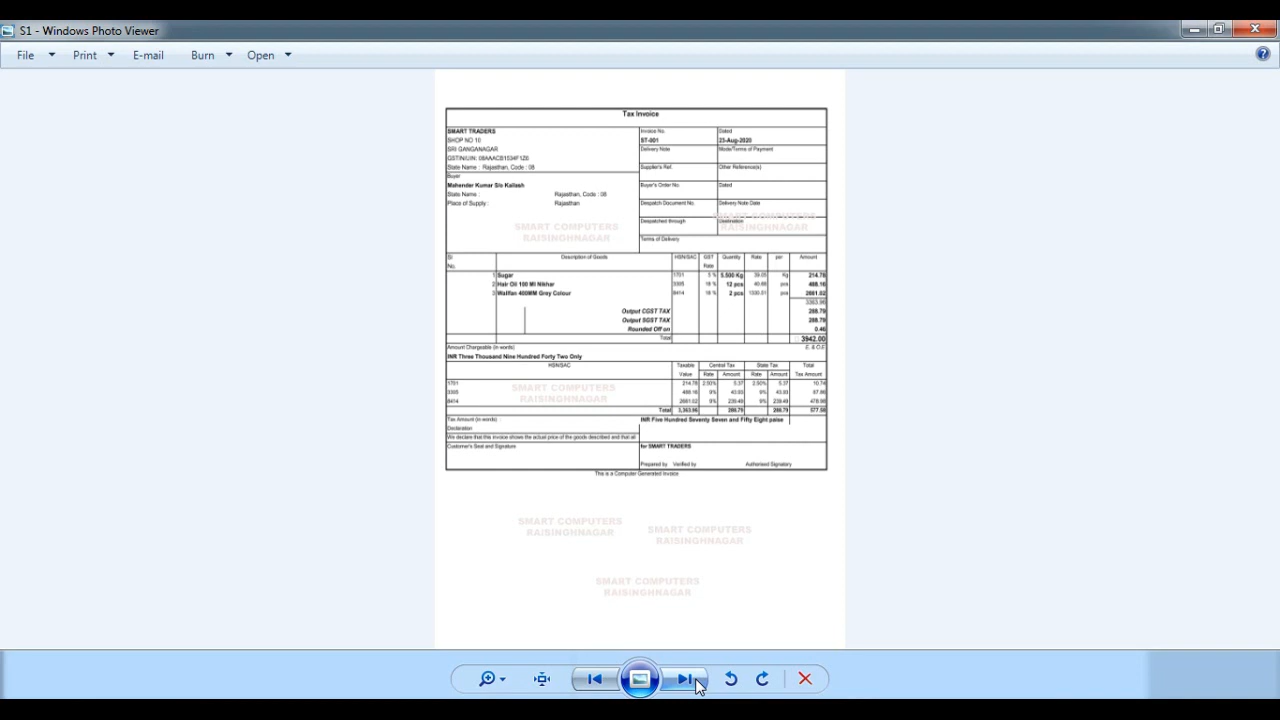 S1 - Windows Photo Viewer
File Print E-mail Burn Open
Tax Invoice
SMART TRADERS
SHOP NO 10
SRI GANGANAGAR
GSTIN/UIN: 08AAACB1534F1Z6
State Name : Rajasthan, Code : 08
Invoice No. Dated
ST-001 23-Aug-2020
Delivery Note Mode/Terms of Payment
Supplier's Ref. Other Reference(s)
Buyer
Mahender Kumar S/o Kailash
State Name : Rajasthan, Code : 08
Place of Supply : Rajasthan
Buyer's Order No. Dated
Despatch Document No. Delivery Note Date
Despatched through Destination
Terms of Delivery
SMART COMPUTERS
RAISINGHNAGAR
SMART COMPUTERS
RAISINGHNAGAR
Sl No. Description of Goods HSN/SAC GST Rate Quantity Rate per Amount
1 Sugar 1701 5 % 5.500 Kg 39.05 Kg 214.78
2 Hair Oil 100 Ml Nikhar 3305 18 % 12 pcs 40.68 pcs 488.16
3 Wallfan 400MM Grey Colour 8414 18 % 2 pcs pcs 2661.02
3363.96
Output CGST TAX 288.79
Output SGST TAX 288.79
Rounded Off on 0.46
Total 3942.00
Amount Chargeable (in words) E. & O.E
INR Three Thousand Nine Hundred Forty Two Only
HSN/SAC Taxable Value Central Tax Rate Amount State Tax Rate Amount Total Tax Amount
1701 214.78 2.50% 5.37 2.50% 5.37 10.74
3305 488.16 9% 43.93 9% 43.93 87.86
8414 2661.02 9% 239.49 9% 239.49 478.98
Total 3,363.96 288.79 288.79 577.58
SMART COMPUTERS
RAISINGHNAGAR
Tax Amount (in words) INR Five Hundred Seventy Seven and Fifty Eight paise
Declaration
We declare that this invoice shows the actual price of the goods described and that all
Customer's Seal and Signature
for SMART TRADERS
Prepared by Verified by Authorised Signatory
This is a Computer Generated Invoice
SMART COMPUTERS
RAISINGHNAGAR
SMART COMPUTERS
RAISINGHNAGAR
SMART COMPUTERS
RAISINGHNAGAR